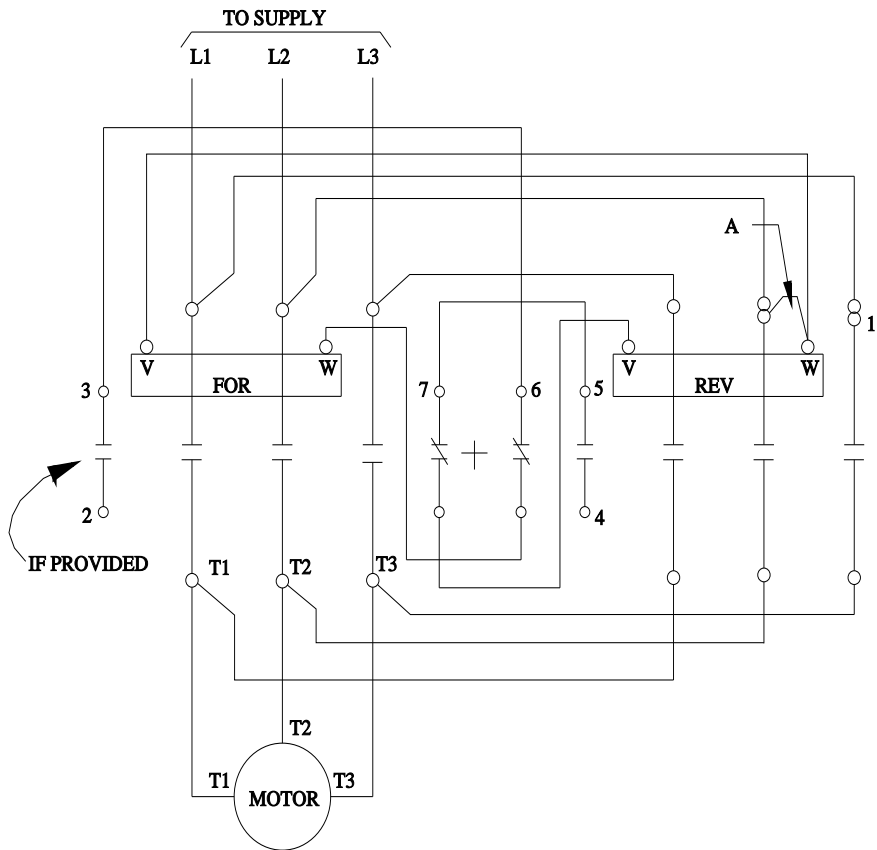 TO SUPPLY
L1 L2 L3
A
1
V W V W
FOR REV
3 7 6 5
2 4
IF PROVIDED
T1 T2 T3
T2
T1 T3
MOTOR